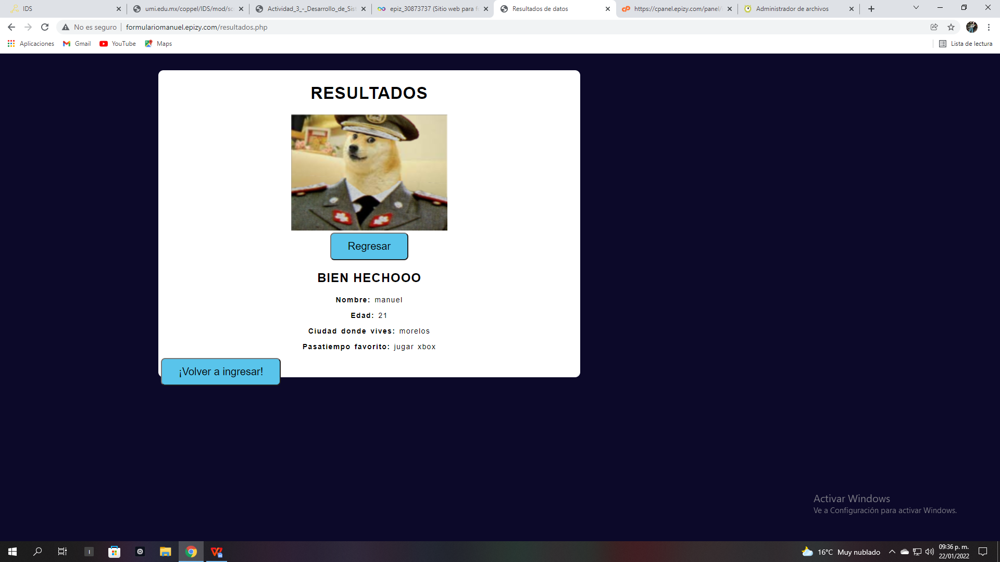 IDS
umi.edu.mx/coppel/IDS/mod/sc
Actividad_3_-_Desarrollo_de_Sist
epiz_30873737 (Sitio web para f
Resultados de datos
https://cpanel.epizy.com/panel/
Administrador de archivos
No es seguro
formulariomanuel.epizy.com/resultados.php
Aplicaciones
Gmail
YouTube
Maps
Lista de lectura
RESULTADOS
Regresar
BIEN HECHOOO
Nombre: manuel
Edad: 21
Ciudad donde vives: morelos
Pasatiempo favorito: jugar xbox
¡Volver a ingresar!
Activar Windows
Ve a Configuración para activar Windows.
16°C Muy nublado
09:36 p. m.
22/01/2022